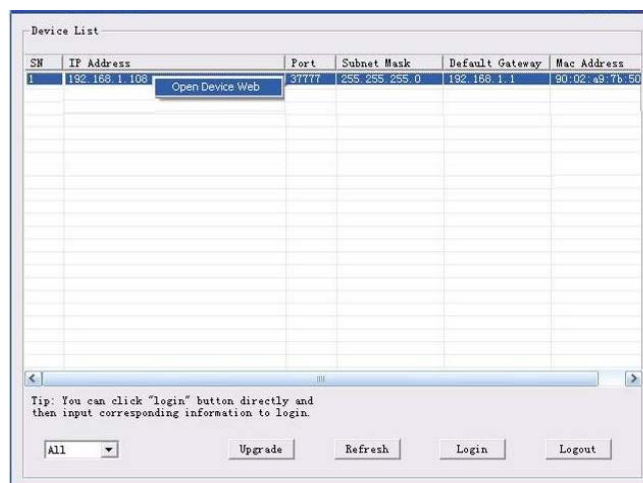 Device List
SN IP Address Port Subnet Mask Default Gateway Mac Address
1 192.168.1.108 37777 255.255.255.0 192.168.1.1 90:02:a9:7b:50
Open Device Web
Tip: You can click "login" button directly and
then input corresponding information to login.
All Upgrade Refresh Login Logout